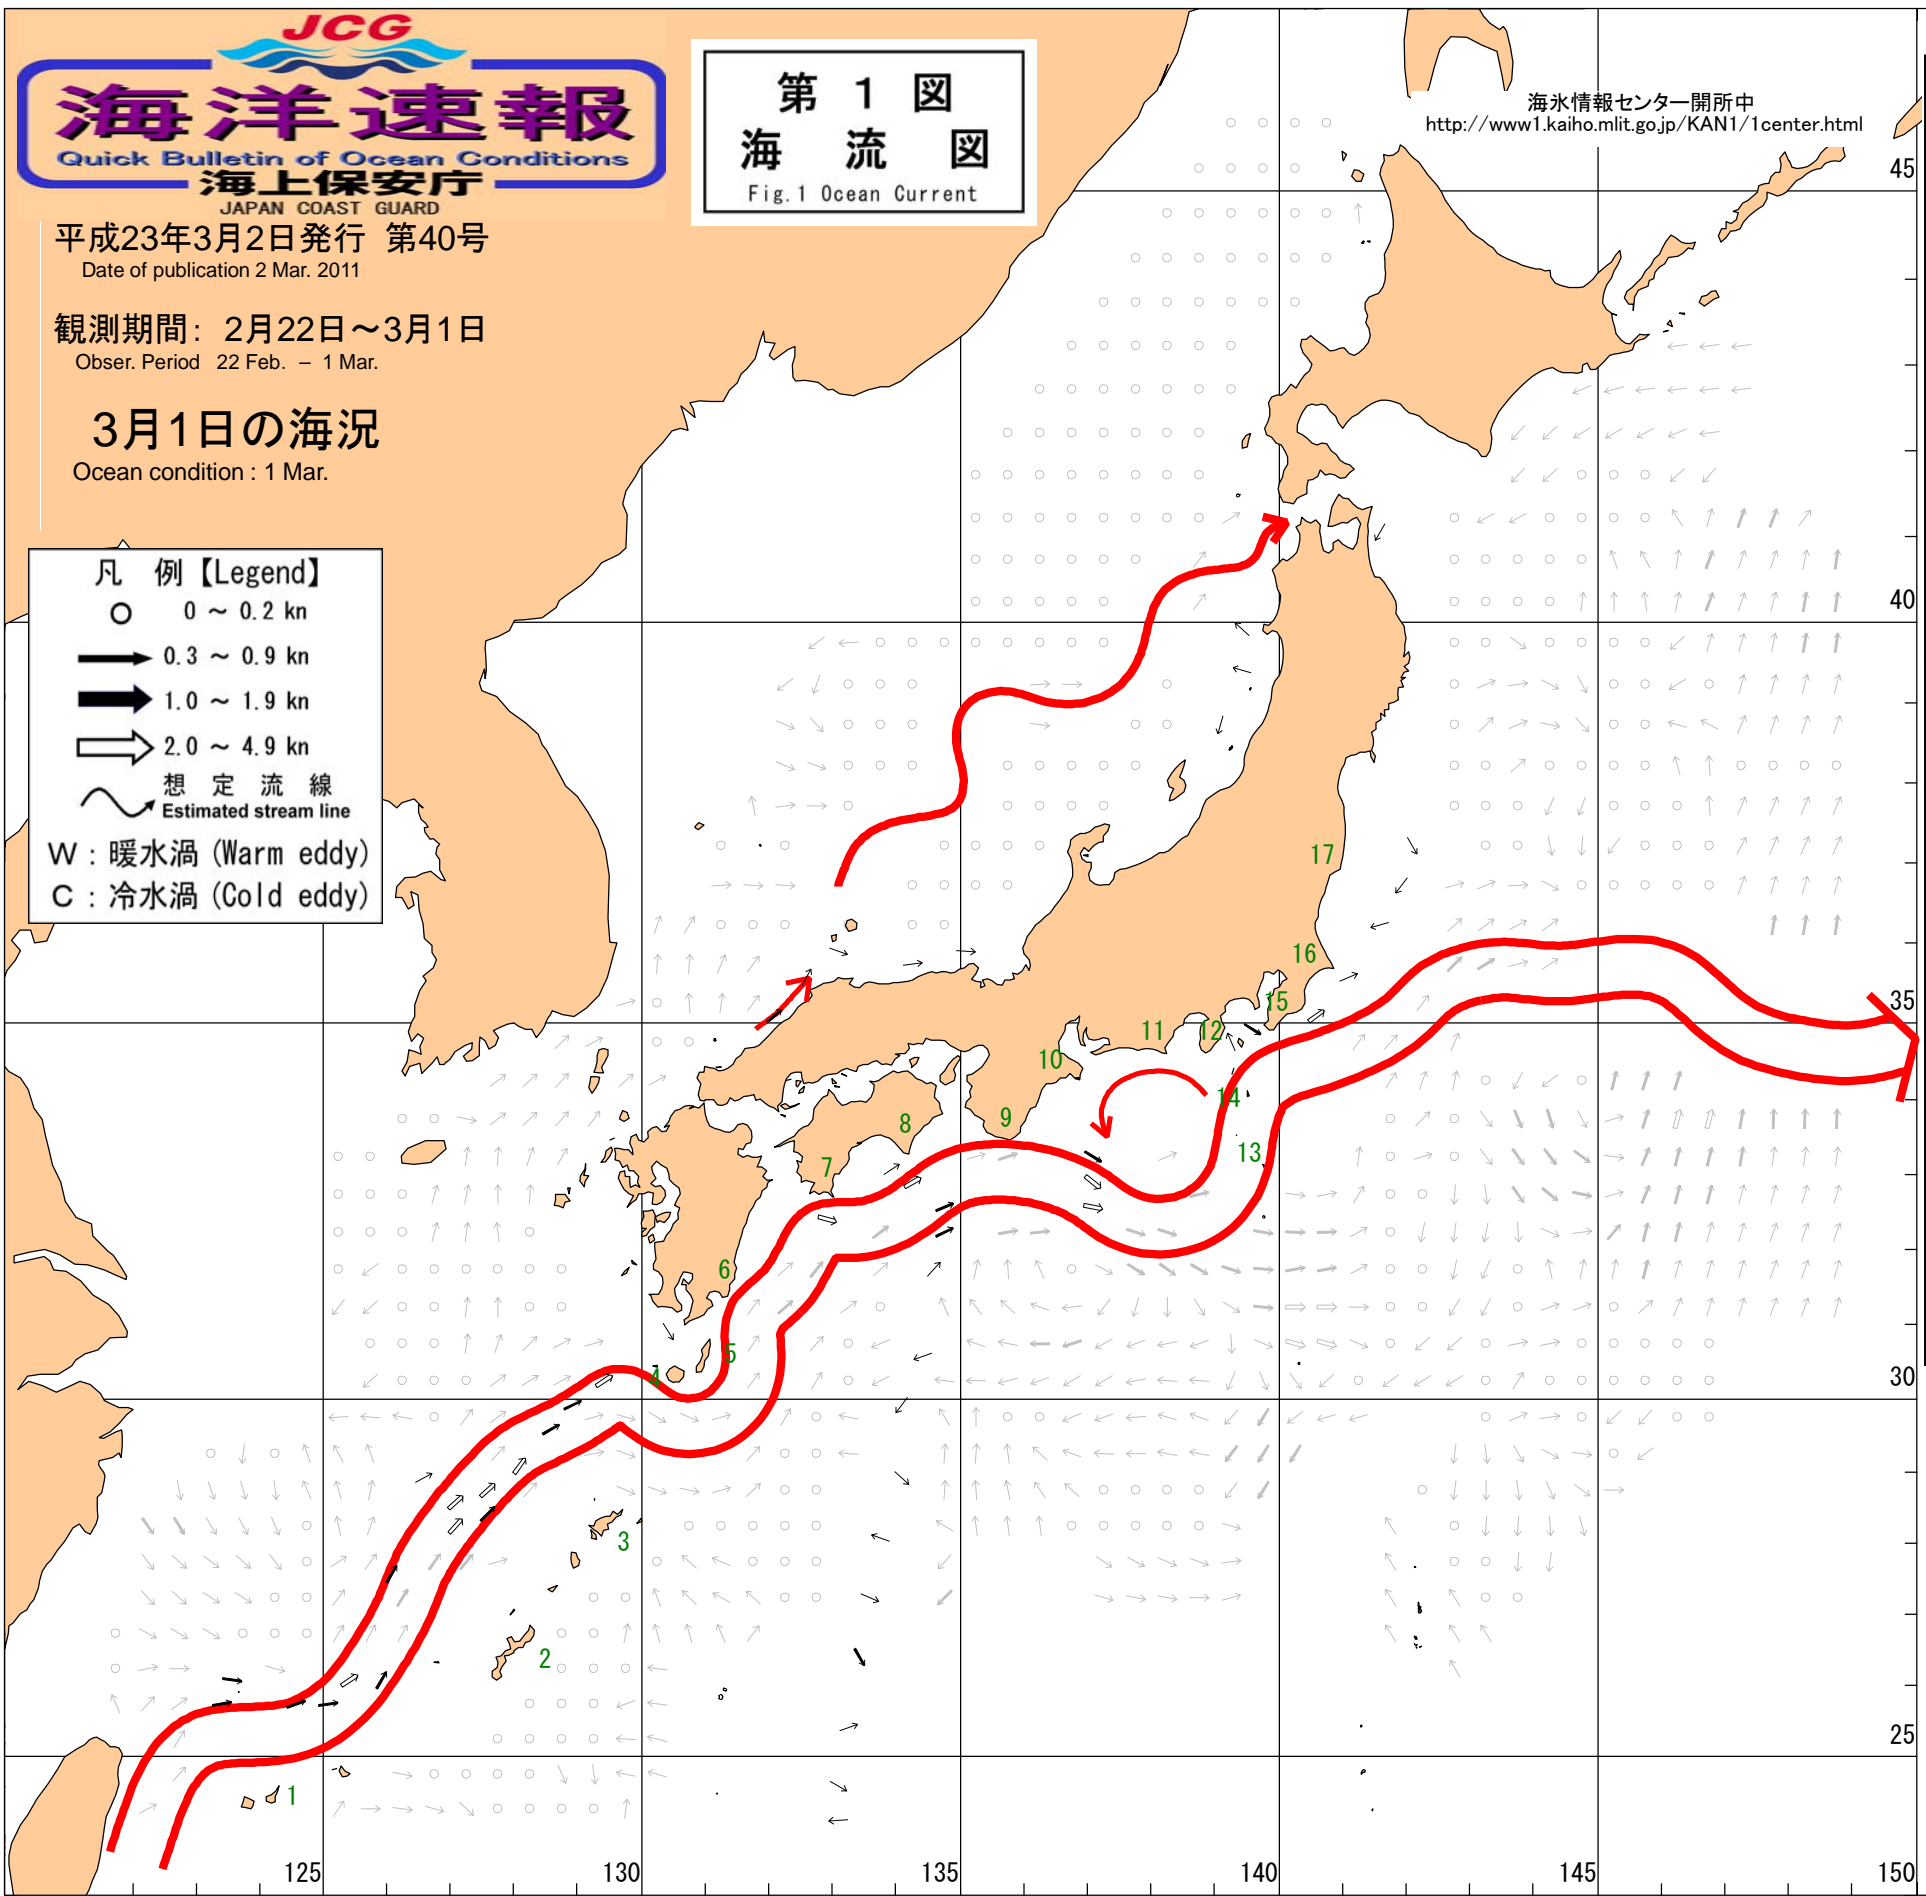 JCG
海洋速報
Quick Bulletin of Ocean Conditions
海上保安庁
JAPAN COAST GUARD
第 1 図
海 流 図
Fig.1 Ocean Current
海氷情報センター開所中
http://www1.kaiho.mlit.go.jp/KAN1/1center.html
平成23年3月2日発行 第40号
Date of publication 2 Mar. 2011
観測期間: 2月22日～3月1日
Obser. Period 22 Feb. – 1 Mar.
3月1日の海況
Ocean condition : 1 Mar.
凡 例【Legend】
0 ～ 0.2 kn
0.3 ～ 0.9 kn
1.0 ～ 1.9 kn
2.0 ～ 4.9 kn
想 定 流 線
Estimated stream line
W : 暖水渦 (Warm eddy)
C : 冷水渦 (Cold eddy)
45
40
35
30
25
17
16
15
12
11
10
14
13
9
8
7
6
5
4
3
2
1
125
130
135
140
145
150